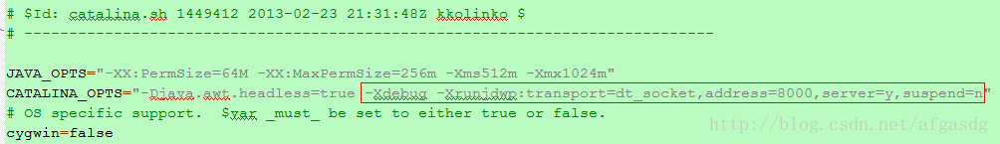 # $Id: catalina.sh 1449412 2013-02-23 21:31:48Z kkolinko $
# -----------------------------------------------------------------------------
JAVA_OPTS="-XX:PermSize=64M -XX:MaxPermSize=256m -Xms512m -Xmx1024m"
CATALINA_OPTS="-Djava.awt.headless=true -Xdebug -Xrunjdwp:transport=dt_socket,address=8000,server=y,suspend=n"
# OS specific support.  $var _must_ be set to either true or false.
cygwin=false
http://blog.csdn.net/afgasdg